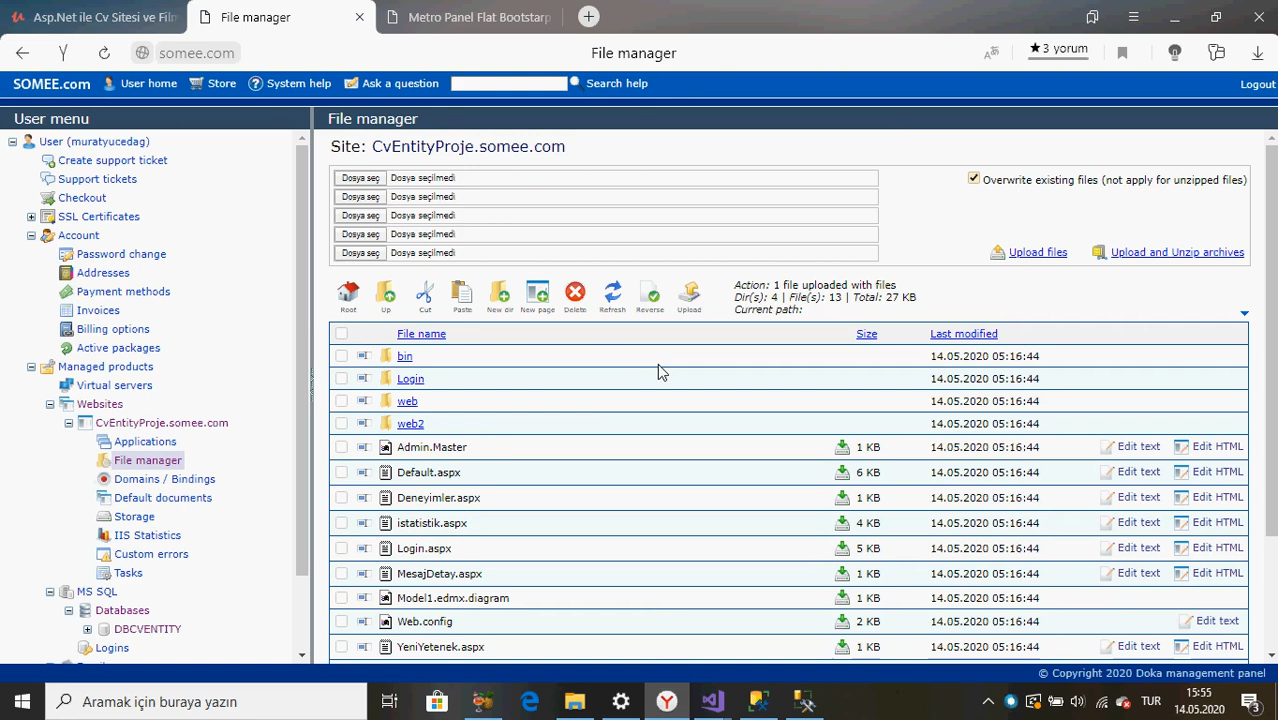 Asp.Net ile Cv Sitesi ve Film
File manager
Metro Panel Flat Bootstarp
somee.com
File manager
3 yorum
SOMEE.com
User home
Store
System help
Ask a question
Search help
Logout
User menu
File manager
User (muratyucedag)
Create support ticket
Support tickets
Checkout
SSL Certificates
Account
Password change
Addresses
Payment methods
Invoices
Billing options
Active packages
Managed products
Virtual servers
Websites
CvEntityProje.somee.com
Applications
File manager
Domains / Bindings
Default documents
Storage
IIS Statistics
Custom errors
Tasks
MS SQL
Databases
DBCVENTITY
Logins
Site: CvEntityProje.somee.com
Dosya seç Dosya seçilmedi
Dosya seç Dosya seçilmedi
Dosya seç Dosya seçilmedi
Dosya seç Dosya seçilmedi
Dosya seç Dosya seçilmedi
Overwrite existing files (not apply for unzipped files)
Upload files
Upload and Unzip archives
Root Up Cut Paste New dir New page Delete Refresh Reverse Upload
Action: 1 file uploaded with files
Dir(s): 4 | File(s): 13 | Total: 27 KB
Current path:
File name Size Last modified
bin 14.05.2020 05:16:44
Login 14.05.2020 05:16:44
web 14.05.2020 05:16:44
web2 14.05.2020 05:16:44
Admin.Master 1 KB 14.05.2020 05:16:44 Edit text Edit HTML
Default.aspx 6 KB 14.05.2020 05:16:44 Edit text Edit HTML
Deneyimler.aspx 1 KB 14.05.2020 05:16:44 Edit text Edit HTML
istatistik.aspx 4 KB 14.05.2020 05:16:44 Edit text Edit HTML
Login.aspx 5 KB 14.05.2020 05:16:44 Edit text Edit HTML
MesajDetay.aspx 1 KB 14.05.2020 05:16:44 Edit text Edit HTML
Model1.edmx.diagram 1 KB 14.05.2020 05:16:44
Web.config 2 KB 14.05.2020 05:16:44 Edit text
YeniYetenek.aspx 1 KB 14.05.2020 05:16:44 Edit text Edit HTML
© Copyright 2020 Doka management panel
Aramak için buraya yazın
TUR
15:55
14.05.2020
3